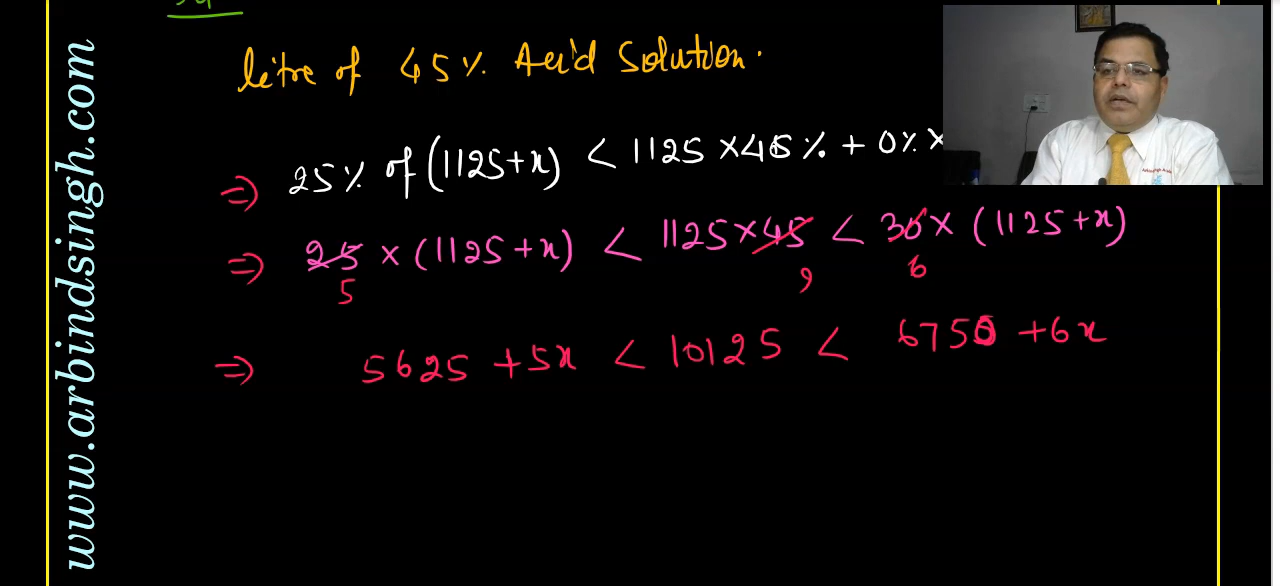 www.arbindsingh.com
litre of 45% Acid Solution.
⇒ 25% of (1125+x) < 1125 ×45% + 0% ×
⇒ 25 × (1125+x) < 1125×45 < 30× (1125+x)
5 9 6
⇒ 5625 +5x < 10125 < 6750 +6x